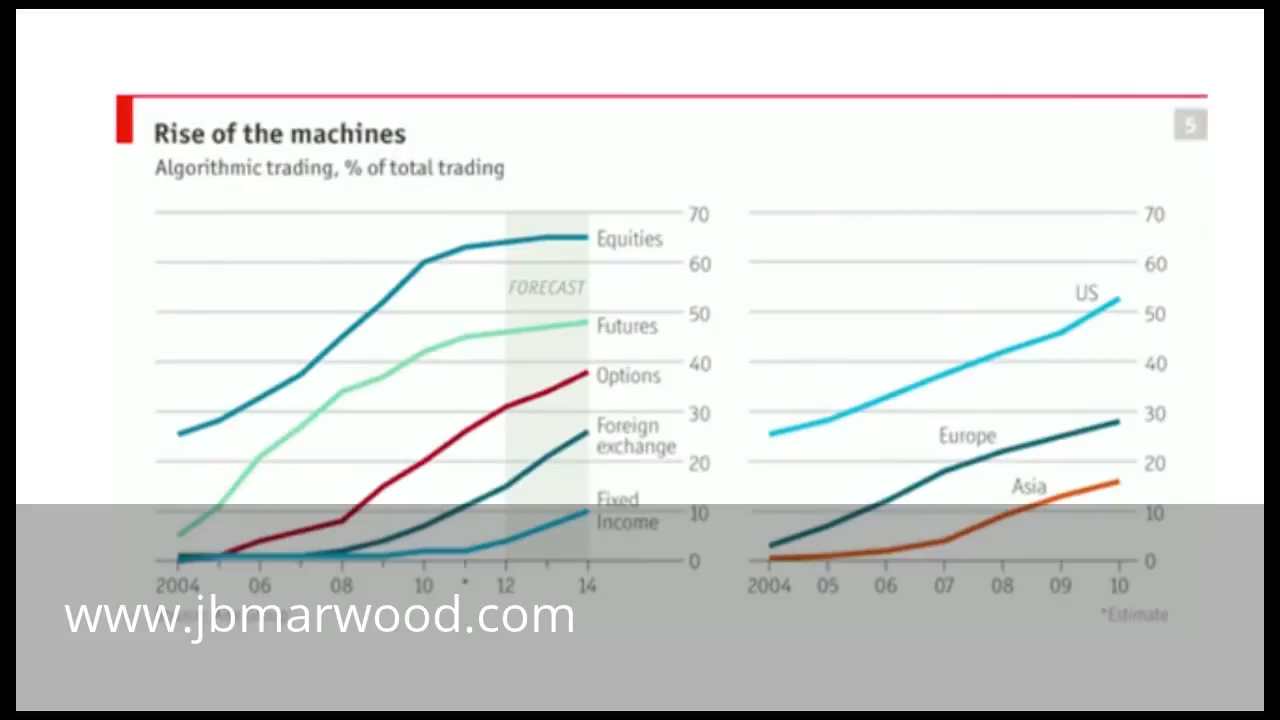 5
Rise of the machines
Algorithmic trading, % of total trading
70
Equities
60
FORECAST
50
Futures
40
Options
30
Foreign
exchange
20
Fixed
10
Income
0
2004 06 08 10 * 12 14
70
60
US
50
40
30
Europe
20
Asia
10
0
2004 05 06 07 08 09 10
*Estimate
www.jbmarwood.com